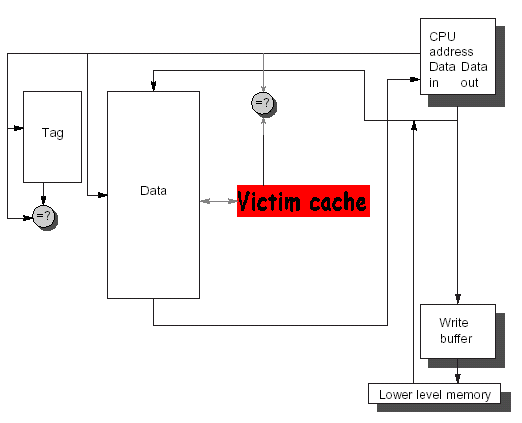 CPU
address
Data Data
in out
=?
Tag
Data
=?
Victim cache
Write
buffer
Lower level memory